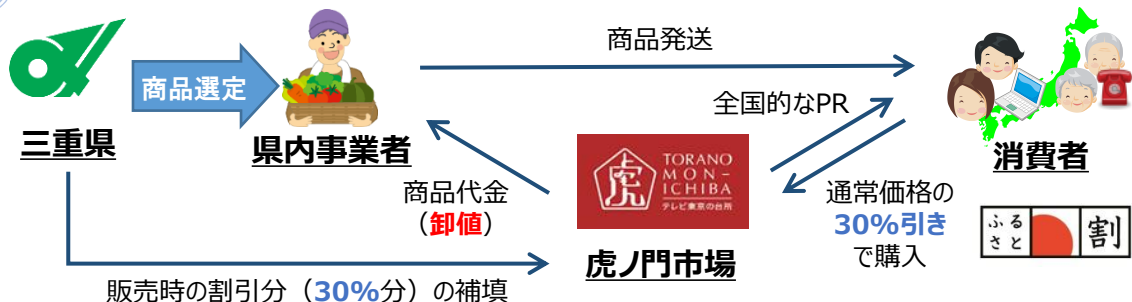 商品発送
商品選定
全国的なPR
三重県
県内事業者
消費者
TORANO
MON-
ICHIBA
虎
テレビ東京の台所
商品代金
(卸値)
通常価格の
30%引き
で購入
ふる
さと
割
虎ノ門市場
販売時の割引分(30%分)の補填